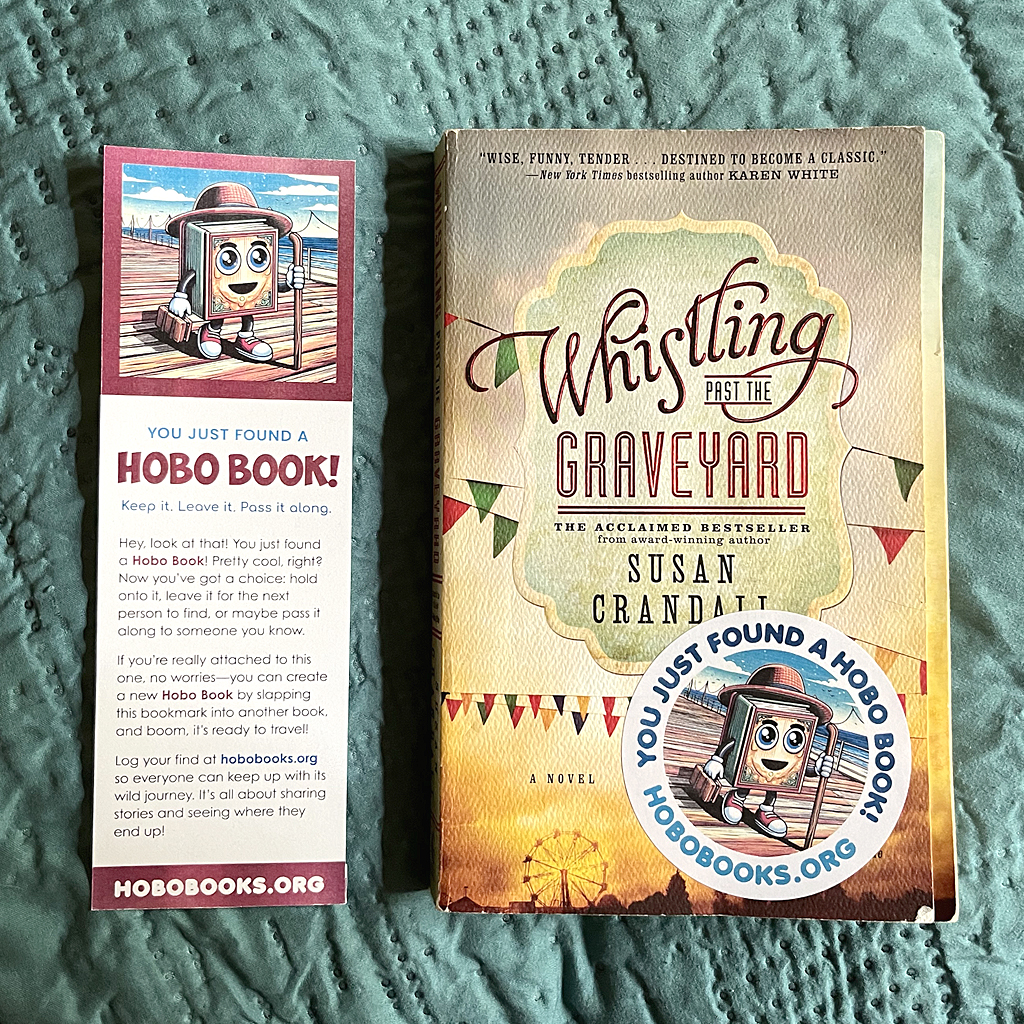 YOU JUST FOUND A
HOBO BOOK!
Keep it. Leave it. Pass it along.
Hey, look at that! You just found
a Hobo Book! Pretty cool, right?
Now you've got a choice: hold
onto it, leave it for the next
person to find, or maybe pass it
along to someone you know.
If you're really attached to this
one, no worries—you can create
a new Hobo Book by slapping
this bookmark into another book,
and boom, it's ready to travel!
Log your find at hobobooks.org
so everyone can keep up with its
wild journey. It's all about sharing
stories and seeing where they
end up!
HOBOBOOKS.ORG
"WISE, FUNNY, TENDER . . . DESTINED TO BECOME A CLASSIC."
—New York Times bestselling author KAREN WHITE
Whistling
PAST THE
GRAVEYARD
THE ACCLAIMED BESTSELLER
from award-winning author
SUSAN
CRANDALL
A NOVEL
YOU JUST FOUND A HOBO BOOK!
HOBOBOOKS.ORG